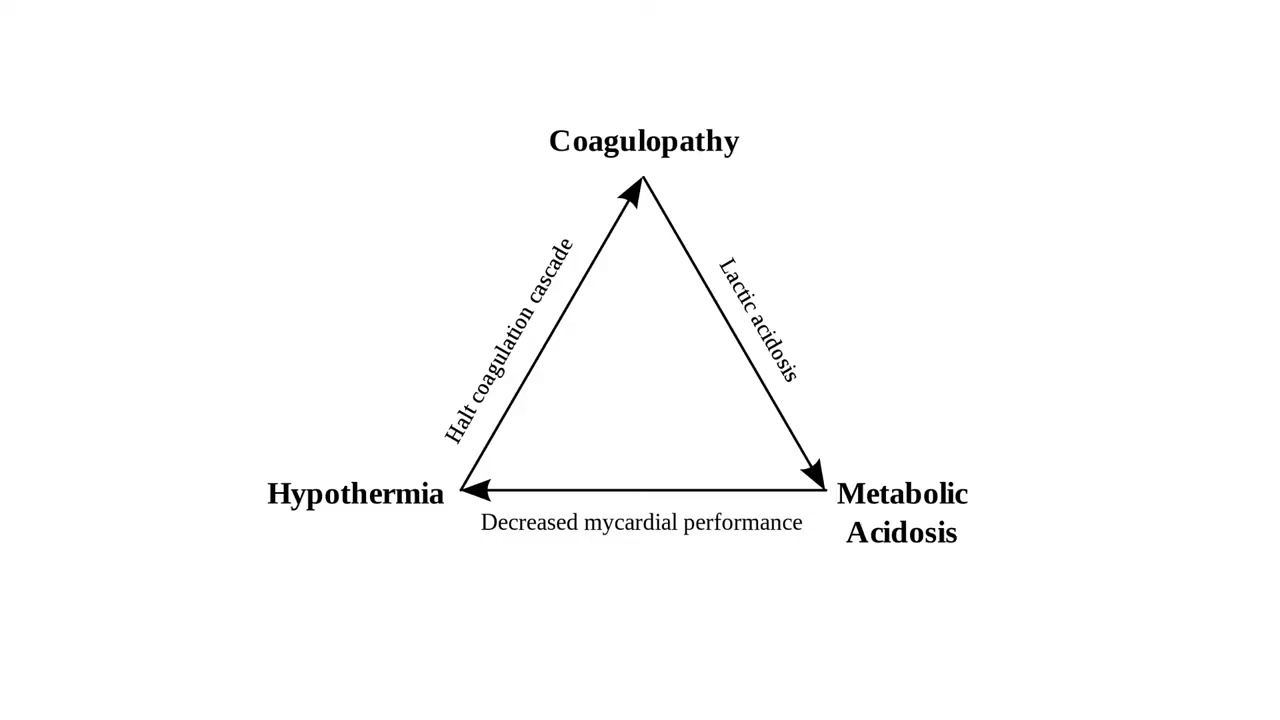 Coagulopathy
Halt coagulation cascade
Lactic acidosis
Hypothermia
Metabolic
Acidosis
Decreased mycardial performance